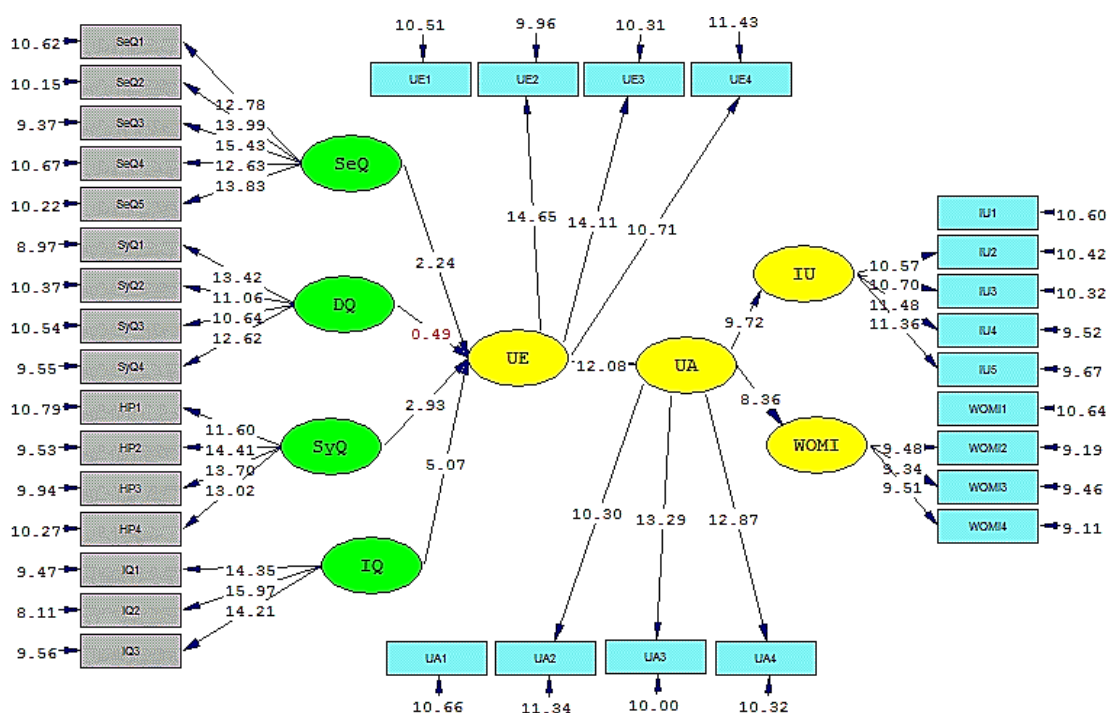 10.51
9.96
10.31
11.43
10.62 SeQ1
UE1 UE2 UE3 UE4
10.15 SeQ2
12.78
13.99
9.37 SeQ3
15.43
10.67 SeQ4
12.63
SeQ
13.83
10.22 SeQ5
14.65
14.11
10.71
IU1 10.60
8.97 SyQ1
2.24
IU2 10.42
10.57
IU
13.42
10.37 SyQ2
11.06
DQ
10.70
IU3 10.32
11.48
10.54 SyQ3
10.64
0.49
9.72
11.36
IU4 9.52
12.62
9.55 SyQ4
UE
12.08
UA
IU5 9.67
10.79 HP1
2.93
8.36
WOMI1 10.64
11.60
9.53 HP2
14.41
SyQ
5.07
WOMI
9.48
WOMI2 9.19
13.70
9.34
9.94 HP3
13.02
9.51
WOMI3 9.46
10.27 HP4
10.30
13.29
12.87
WOMI4 9.11
9.47 IQ1
14.35
IQ
15.97
8.11 IQ2
14.21
9.56 IQ3
UA1 UA2 UA3 UA4
10.66
11.34
10.00
10.32